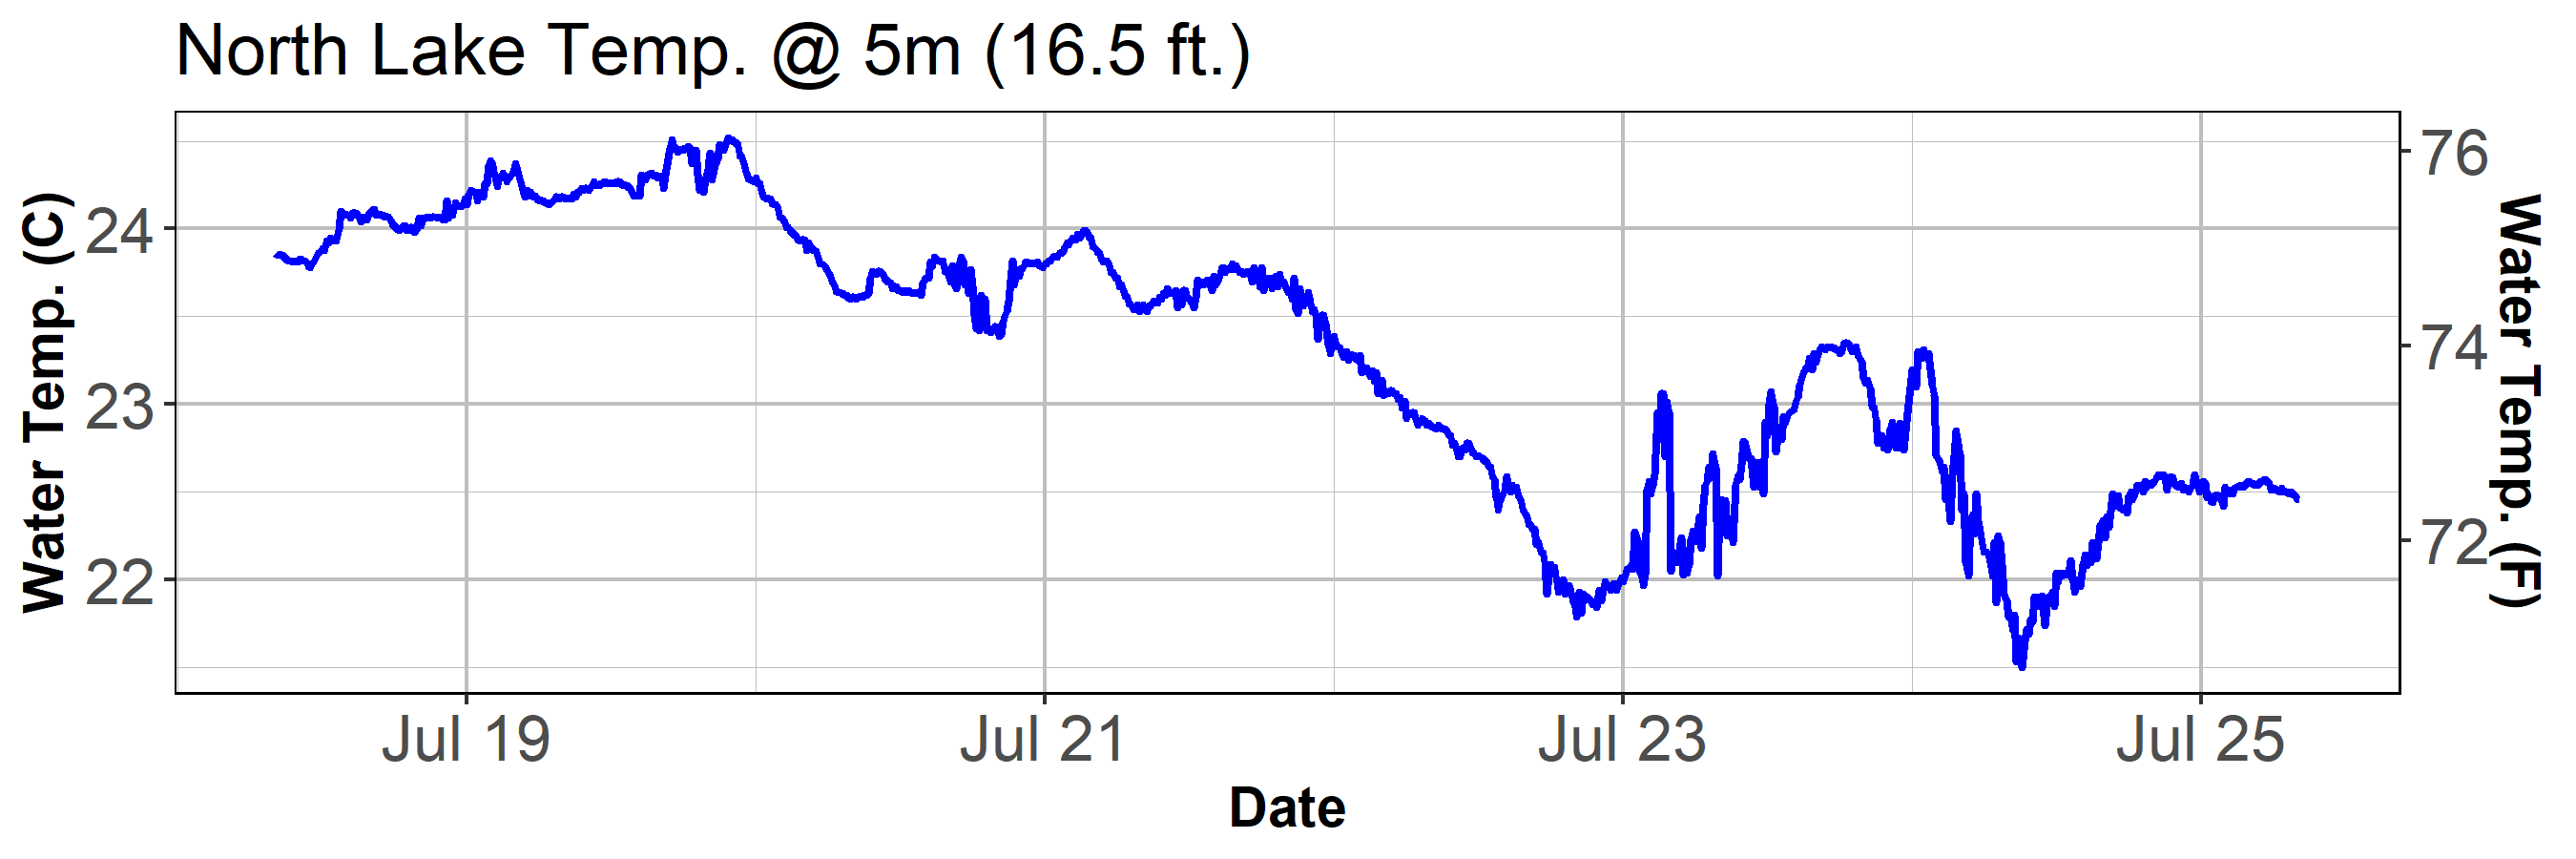 North Lake Temp. @ 5m (16.5 ft.)
Water Temp. (C)
24
23
22
76
74
72
Water Temp. (F)
Jul 19 Jul 21 Jul 23 Jul 25
Date